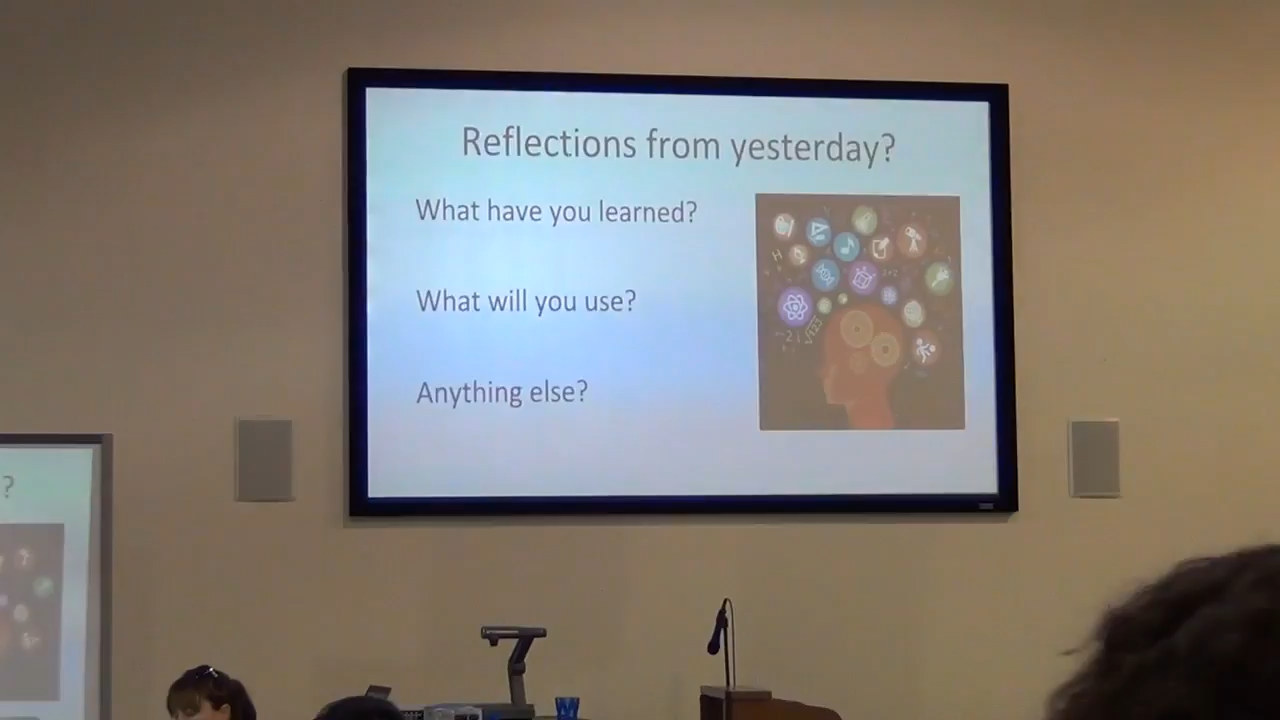 Reflections from yesterday?
What have you learned?
What will you use?
Anything else?
?